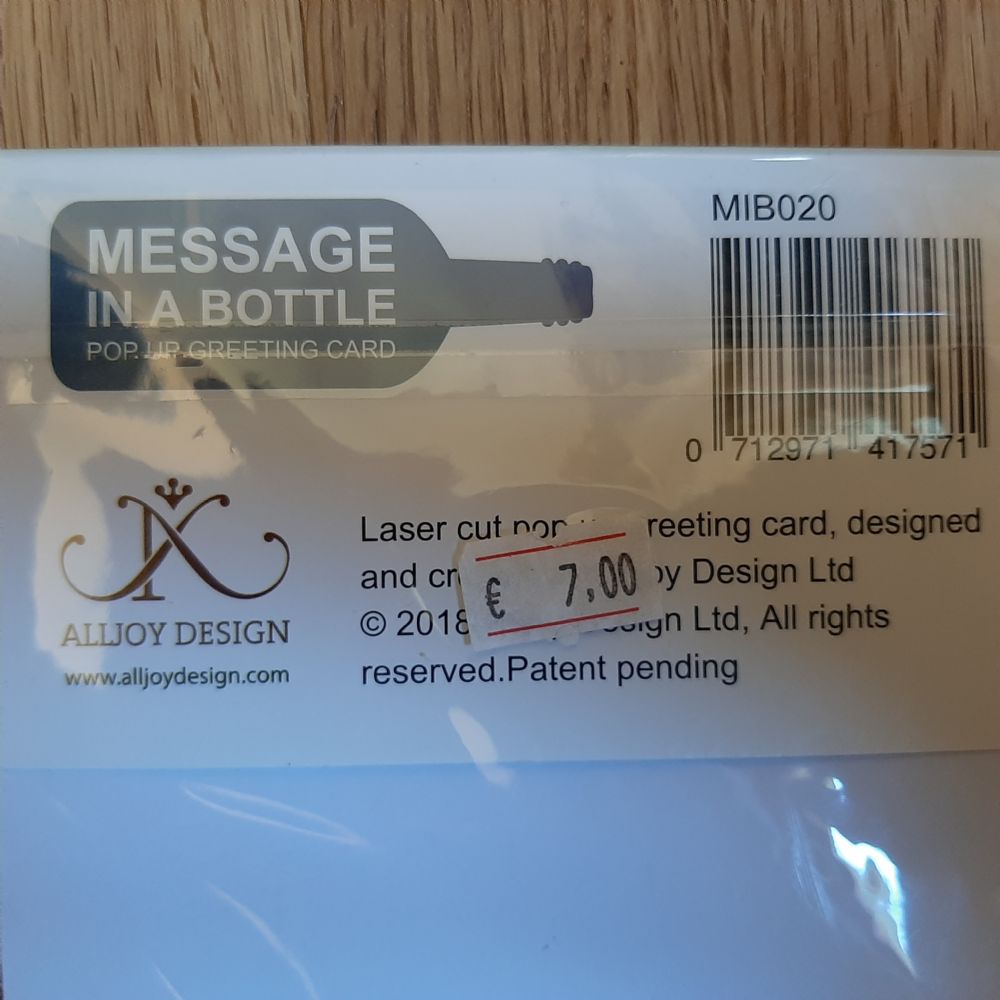 MESSAGE
IN A BOTTLE
POP UP GREETING CARD
MIB020
0 712971 417571
ALLJOY DESIGN
www.alljoydesign.com
Laser cut card, designed
and by Design Ltd
© 2018 Ltd, All rights
reserved.Patent pending
€ 7,00